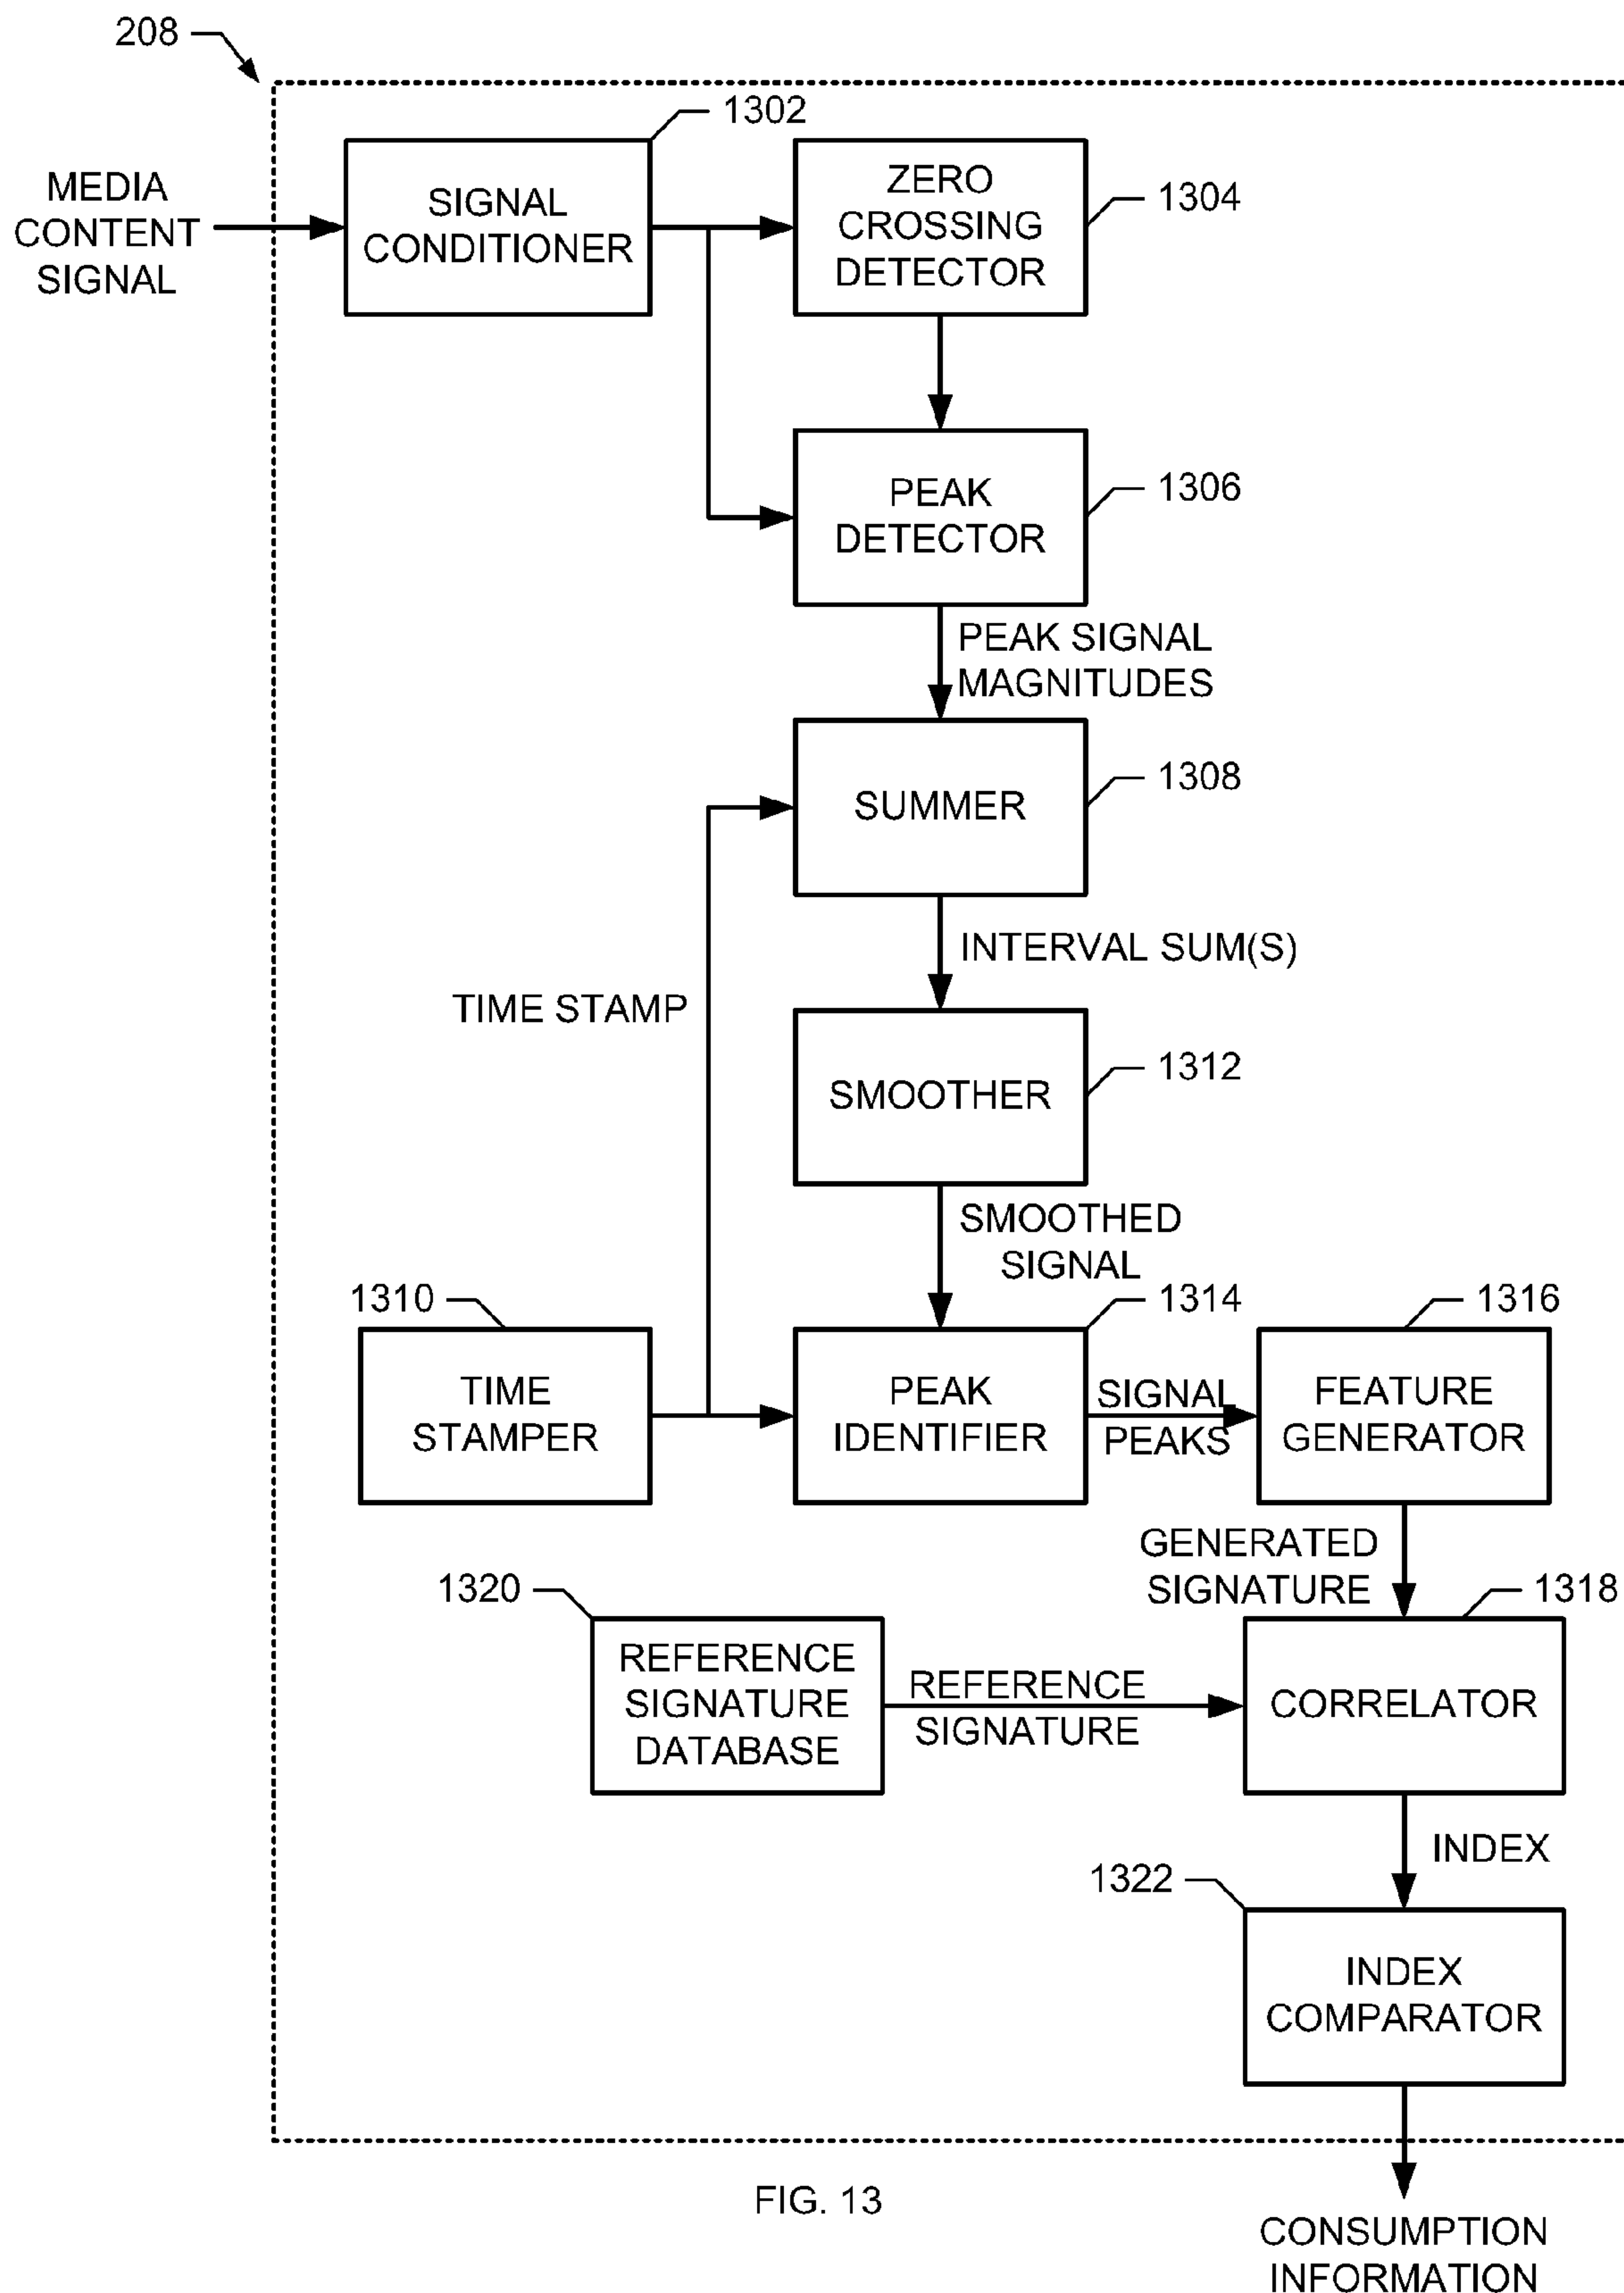 208
1302
MEDIA
CONTENT
SIGNAL
SIGNAL
CONDITIONER
ZERO
CROSSING
DETECTOR
1304
PEAK
DETECTOR
1306
PEAK SIGNAL
MAGNITUDES
SUMMER
1308
INTERVAL SUM(S)
TIME STAMP
SMOOTHER
1312
SMOOTHED
SIGNAL
1310
1314
1316
TIME
STAMPER
PEAK
IDENTIFIER
SIGNAL
PEAKS
FEATURE
GENERATOR
GENERATED
SIGNATURE
1320
1318
REFERENCE
SIGNATURE
DATABASE
REFERENCE
SIGNATURE
CORRELATOR
INDEX
1322
INDEX
COMPARATOR
FIG. 13
CONSUMPTION
INFORMATION